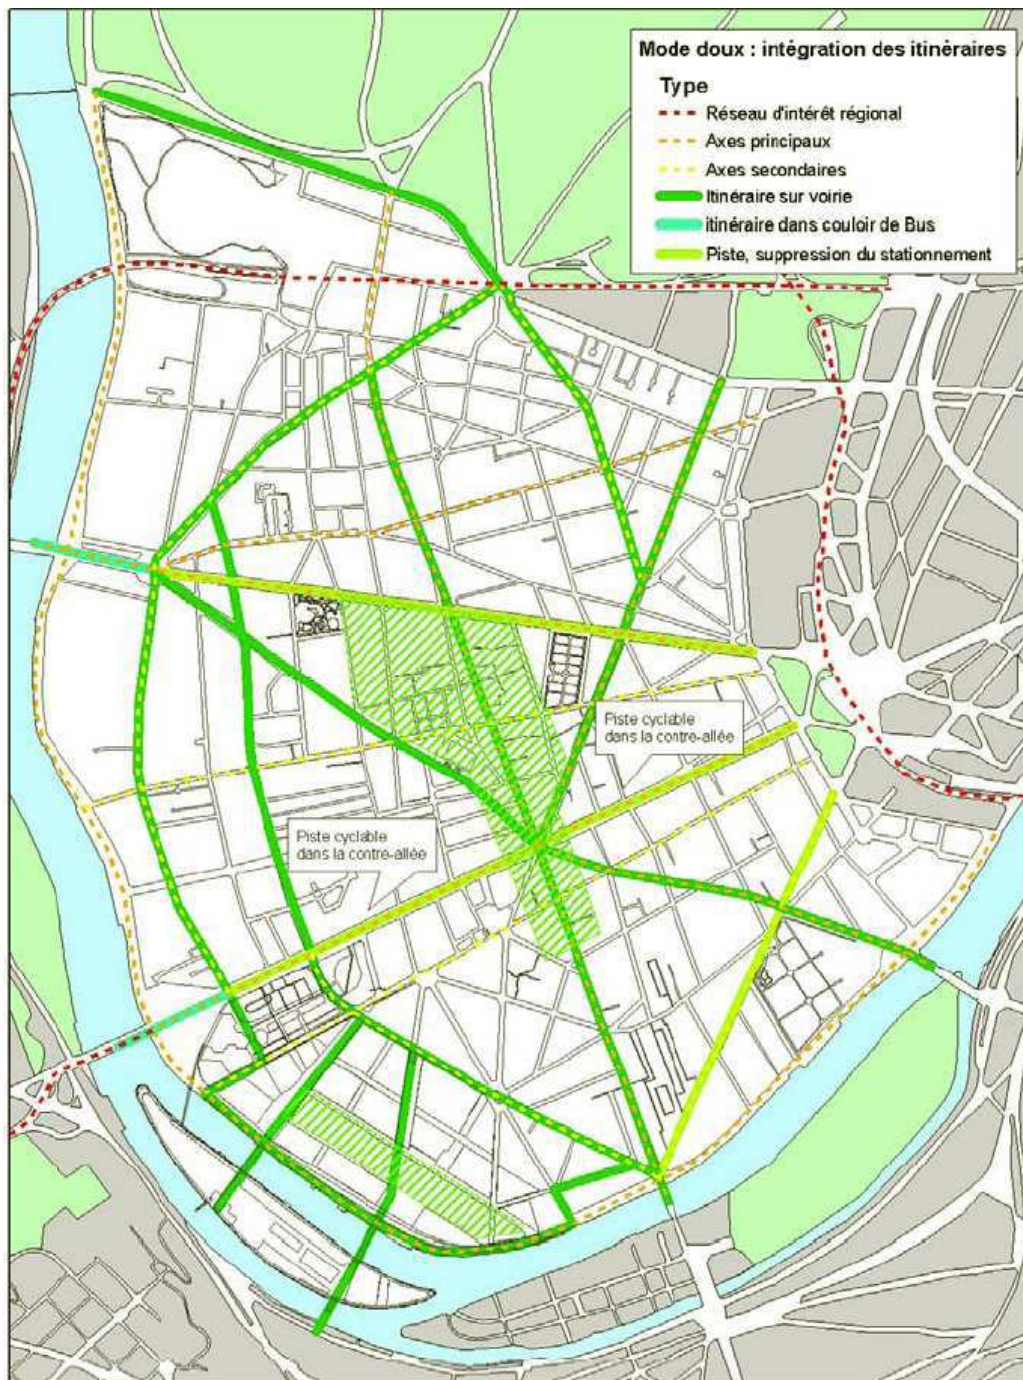 Mode doux : intégration des itinéraires
Type
Réseau d'intérêt régional
Axes principaux
Axes secondaires
Itinéraire sur voirie
itinéraire dans couloir de Bus
Piste, suppression du stationnement
Piste cyclable
dans la contre-allée
Piste cyclable
dans la contre-allée